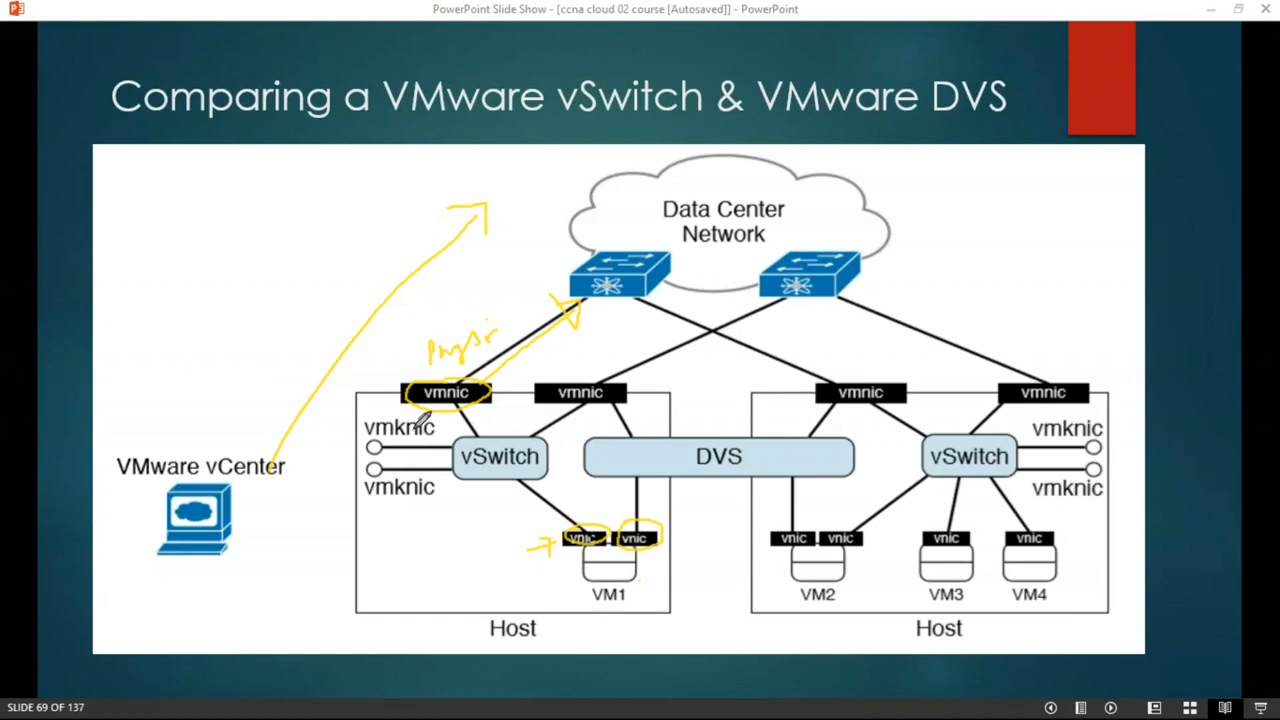 PowerPoint Slide Show - [ccna cloud 02 course [Autosaved]] - PowerPoint
Comparing a VMware vSwitch & VMware DVS
Data Center
Network
vmnic
vmnic
vmnic
vmnic
vmknic
vmknic
VMware vCenter
vSwitch
DVS
vSwitch
vmknic
vmknic
vnic
vnic
vnic
vnic
vnic
vnic
VM1
VM2
VM3
VM4
Host
Host
SLIDE 69 OF 137